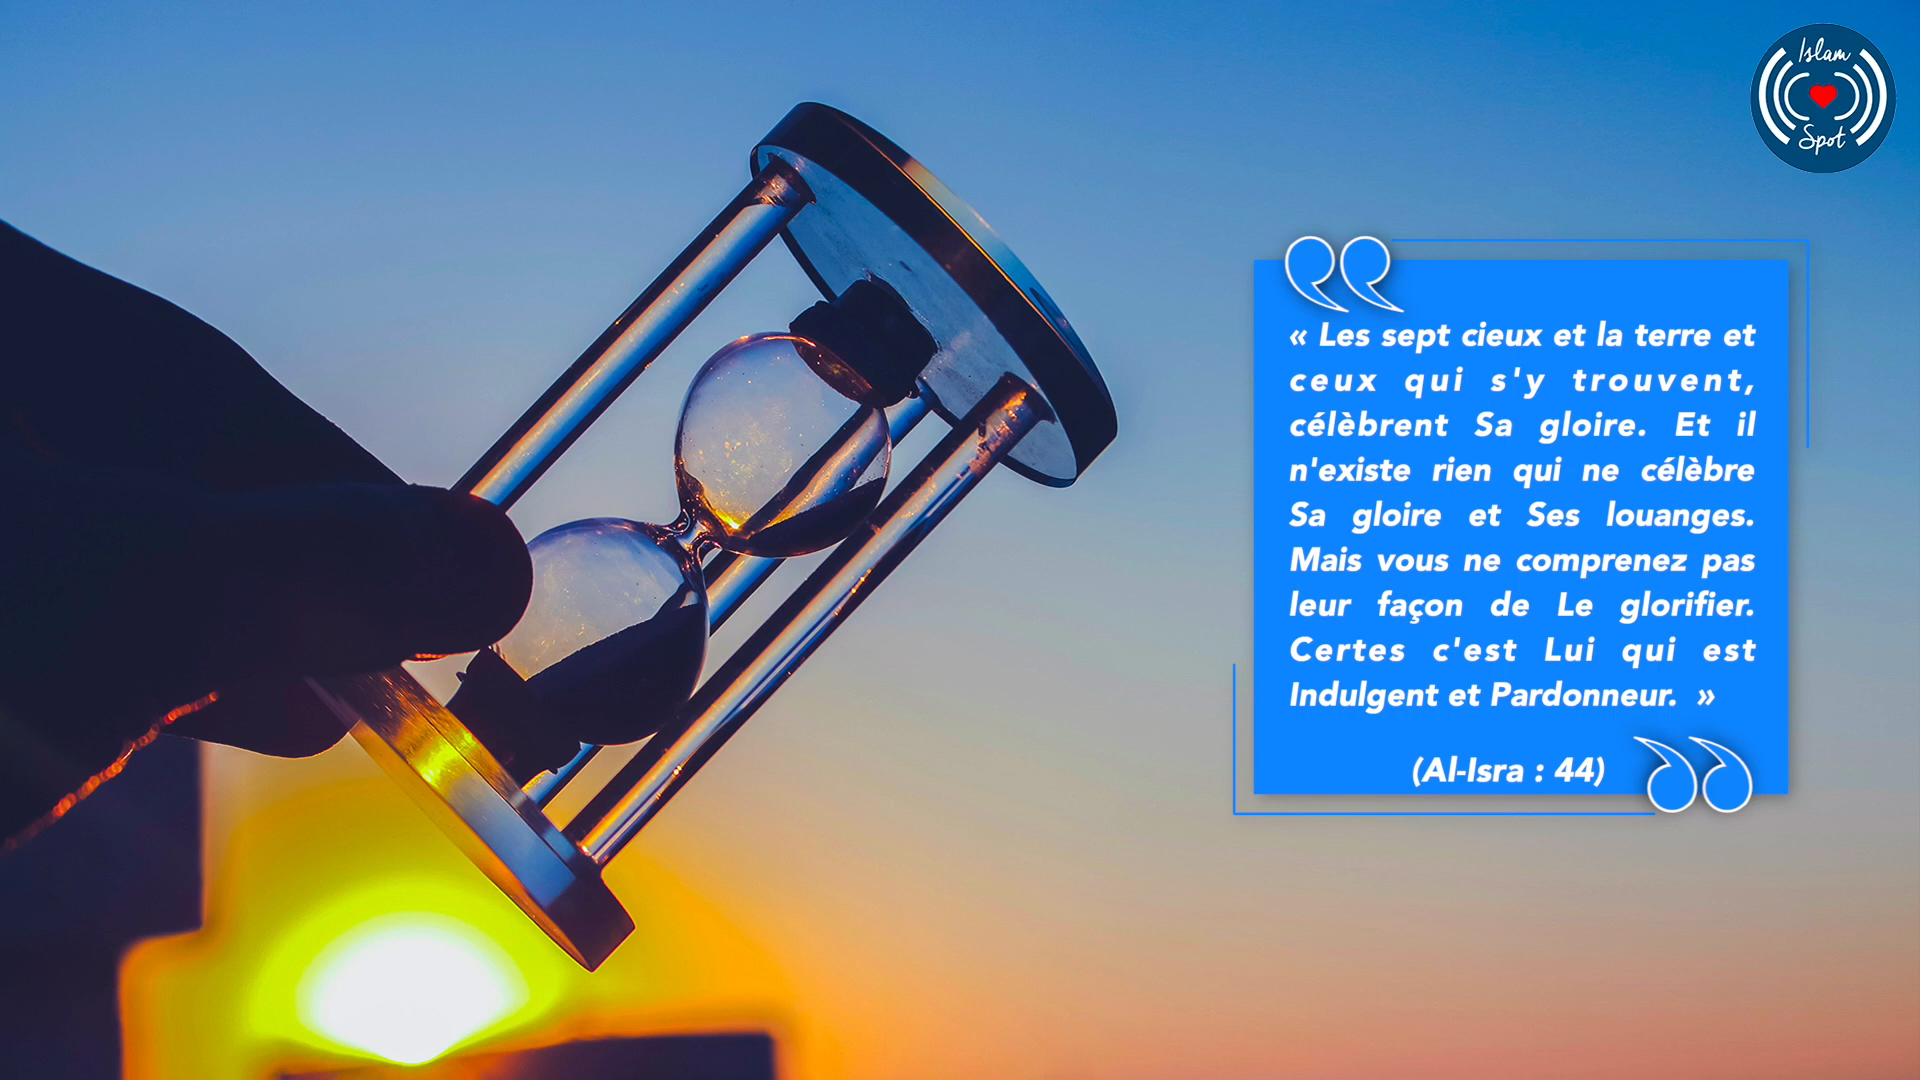 Islam
Spot
« Les sept cieux et la terre et
ceux qui s'y trouvent,
célèbrent Sa gloire. Et il
n'existe rien qui ne célèbre
Sa gloire et Ses louanges.
Mais vous ne comprenez pas
leur façon de Le glorifier.
Certes c'est Lui qui est
Indulgent et Pardonneur. »
(Al-Isra : 44)